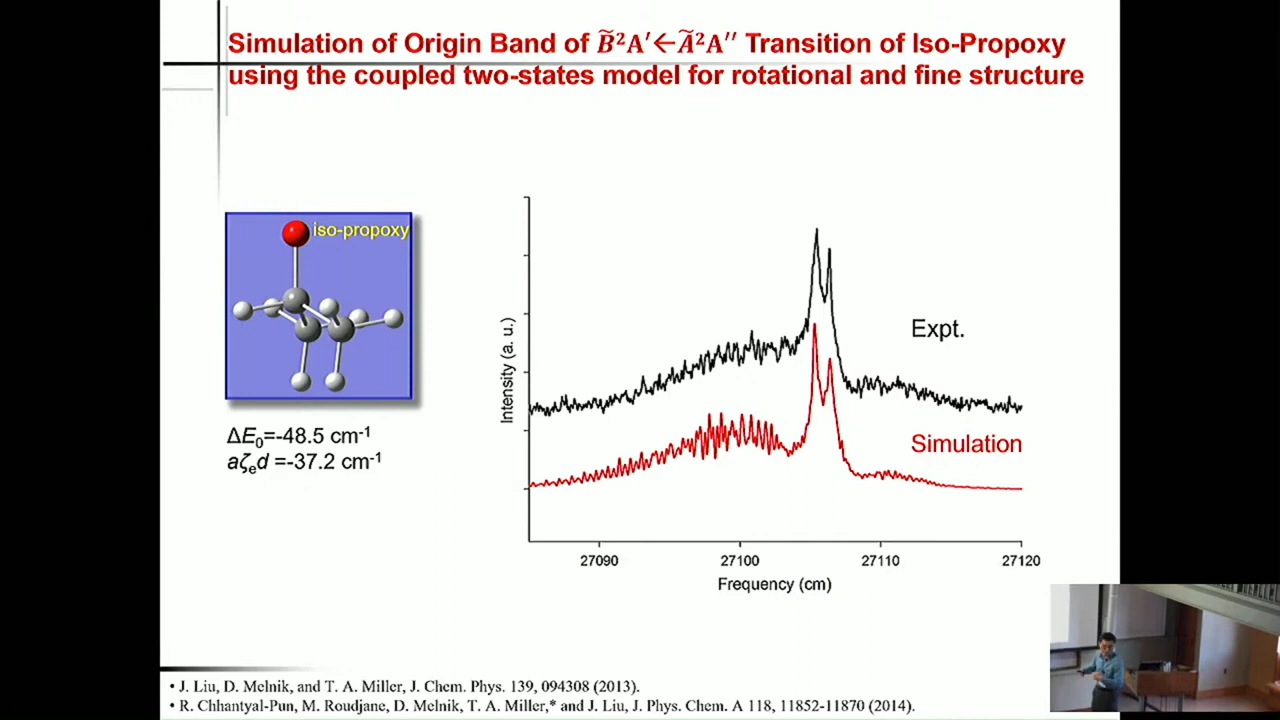 Simulation of Origin Band of B̃²A′←Ã²A′′ Transition of Iso-Propoxy
using the coupled two-states model for rotational and fine structure
iso-propoxy
ΔE₀=-48.5 cm⁻¹
aζₑd =-37.2 cm⁻¹
Intensity (a. u.)
Expt.
Simulation
27090 27100 27110 27120
Frequency (cm)
• J. Liu, D. Melnik, and T. A. Miller, J. Chem. Phys. 139, 094308 (2013).
• R. Chhantyal-Pun, M. Roudjane, D. Melnik, T. A. Miller,* and J. Liu, J. Phys. Chem. A 118, 11852-11870 (2014).